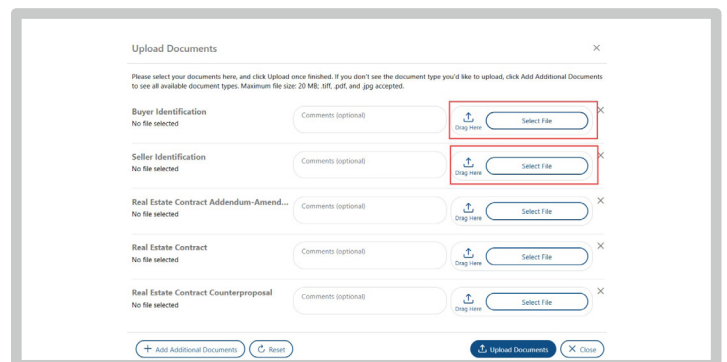 Upload Documents
Please select your documents here, and click Upload once finished. If you don't see the document type you'd like to upload, click Add Additional Documents
to see all available document types. Maximum file size: 20 MB; .tiff, .pdf, and .jpg accepted.
Buyer Identification
No file selected
Comments (optional)
Drag Here
Select File
Seller Identification
No file selected
Comments (optional)
Drag Here
Select File
Real Estate Contract Addendum-Amend...
No file selected
Comments (optional)
Drag Here
Select File
Real Estate Contract
No file selected
Comments (optional)
Drag Here
Select File
Real Estate Contract Counterproposal
No file selected
Comments (optional)
Drag Here
Select File
Add Additional Documents
Reset
Upload Documents
Close